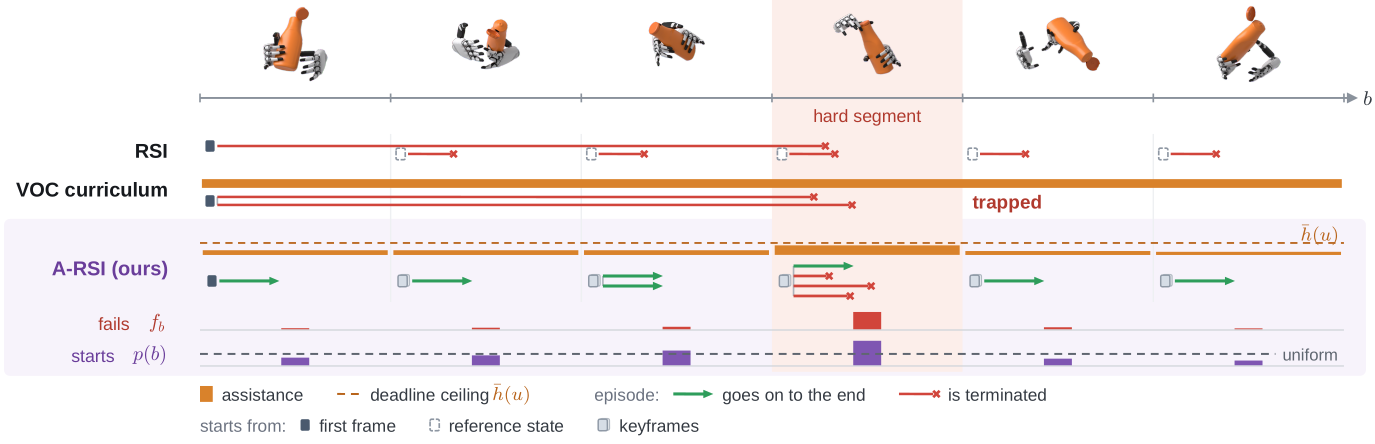 b
hard segment
RSI
VOC curriculum
trapped
h̄(u)
A-RSI (ours)
fails f_b
starts p(b)
uniform
assistance deadline ceiling h̄(u) episode: goes on to the end is terminated
starts from: first frame reference state keyframes